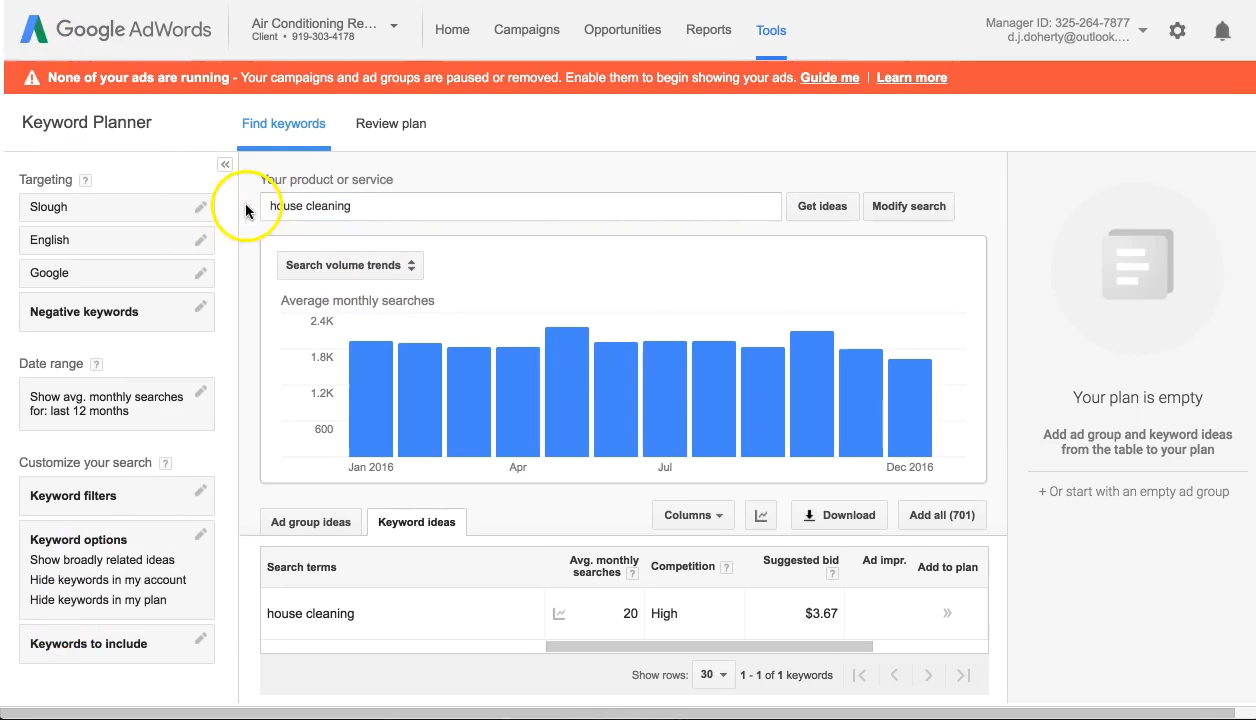 Google AdWords
Air Conditioning Re...
Client • 919-303-4178
Home
Campaigns
Opportunities
Reports
Tools
Manager ID: 325-264-7877
d.j.doherty@outlook....
None of your ads are running - Your campaigns and ad groups are paused or removed. Enable them to begin showing your ads. Guide me | Learn more
Keyword Planner
Find keywords
Review plan
«
Targeting ?
Slough
English
Google
Negative keywords
Date range ?
Show avg. monthly searches
for: last 12 months
Customize your search ?
Keyword filters
Keyword options
Show broadly related ideas
Hide keywords in my account
Hide keywords in my plan
Keywords to include
Your product or service
house cleaning
Get ideas
Modify search
Search volume trends
Average monthly searches
2.4K
1.8K
1.2K
600
Jan 2016
Apr
Jul
Dec 2016
Ad group ideas
Keyword ideas
Columns
Download
Add all (701)
Search terms
Avg. monthly
searches ?
Competition ?
Suggested bid
?
Ad impr.
Add to plan
house cleaning
20
High
$3.67
»
Show rows:
30
1 - 1 of 1 keywords
Your plan is empty
Add ad group and keyword ideas
from the table to your plan
+ Or start with an empty ad group